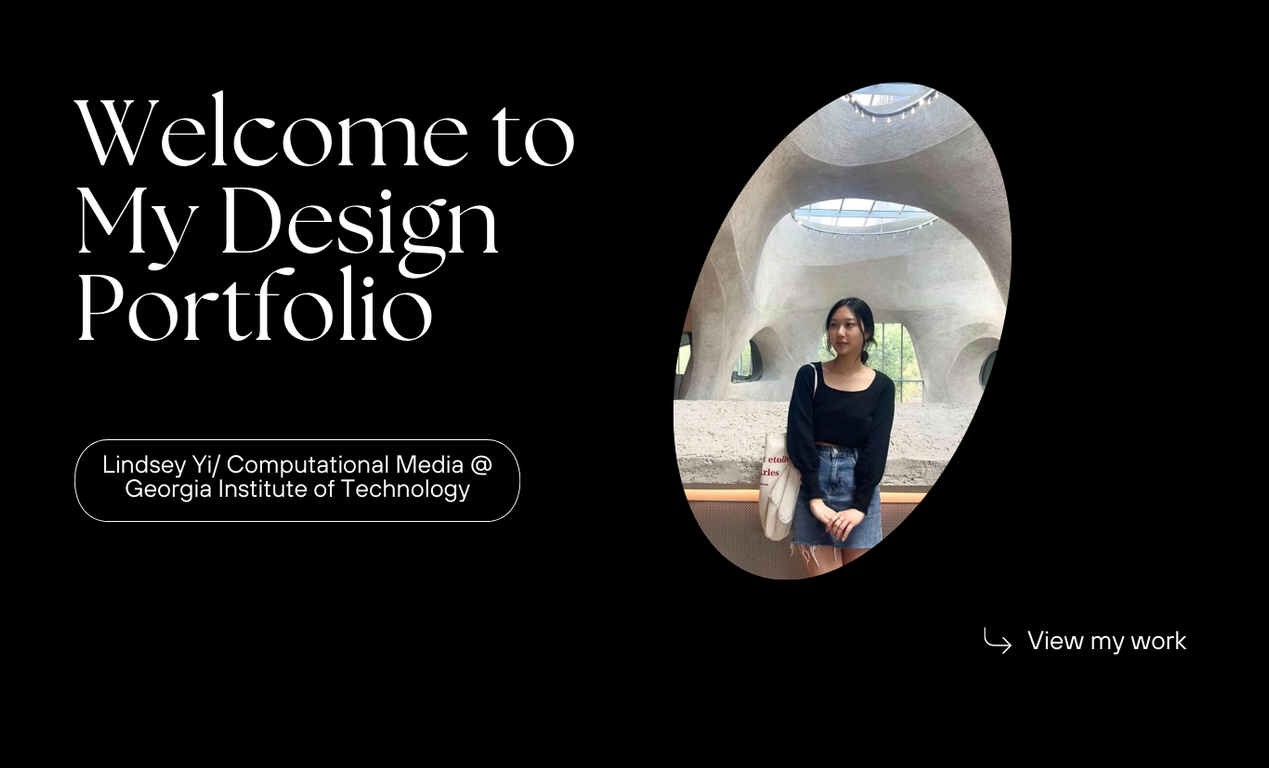 Welcome to
My Design
Portfolio
Lindsey Yi/ Computational Media @
Georgia Institute of Technology
View my work